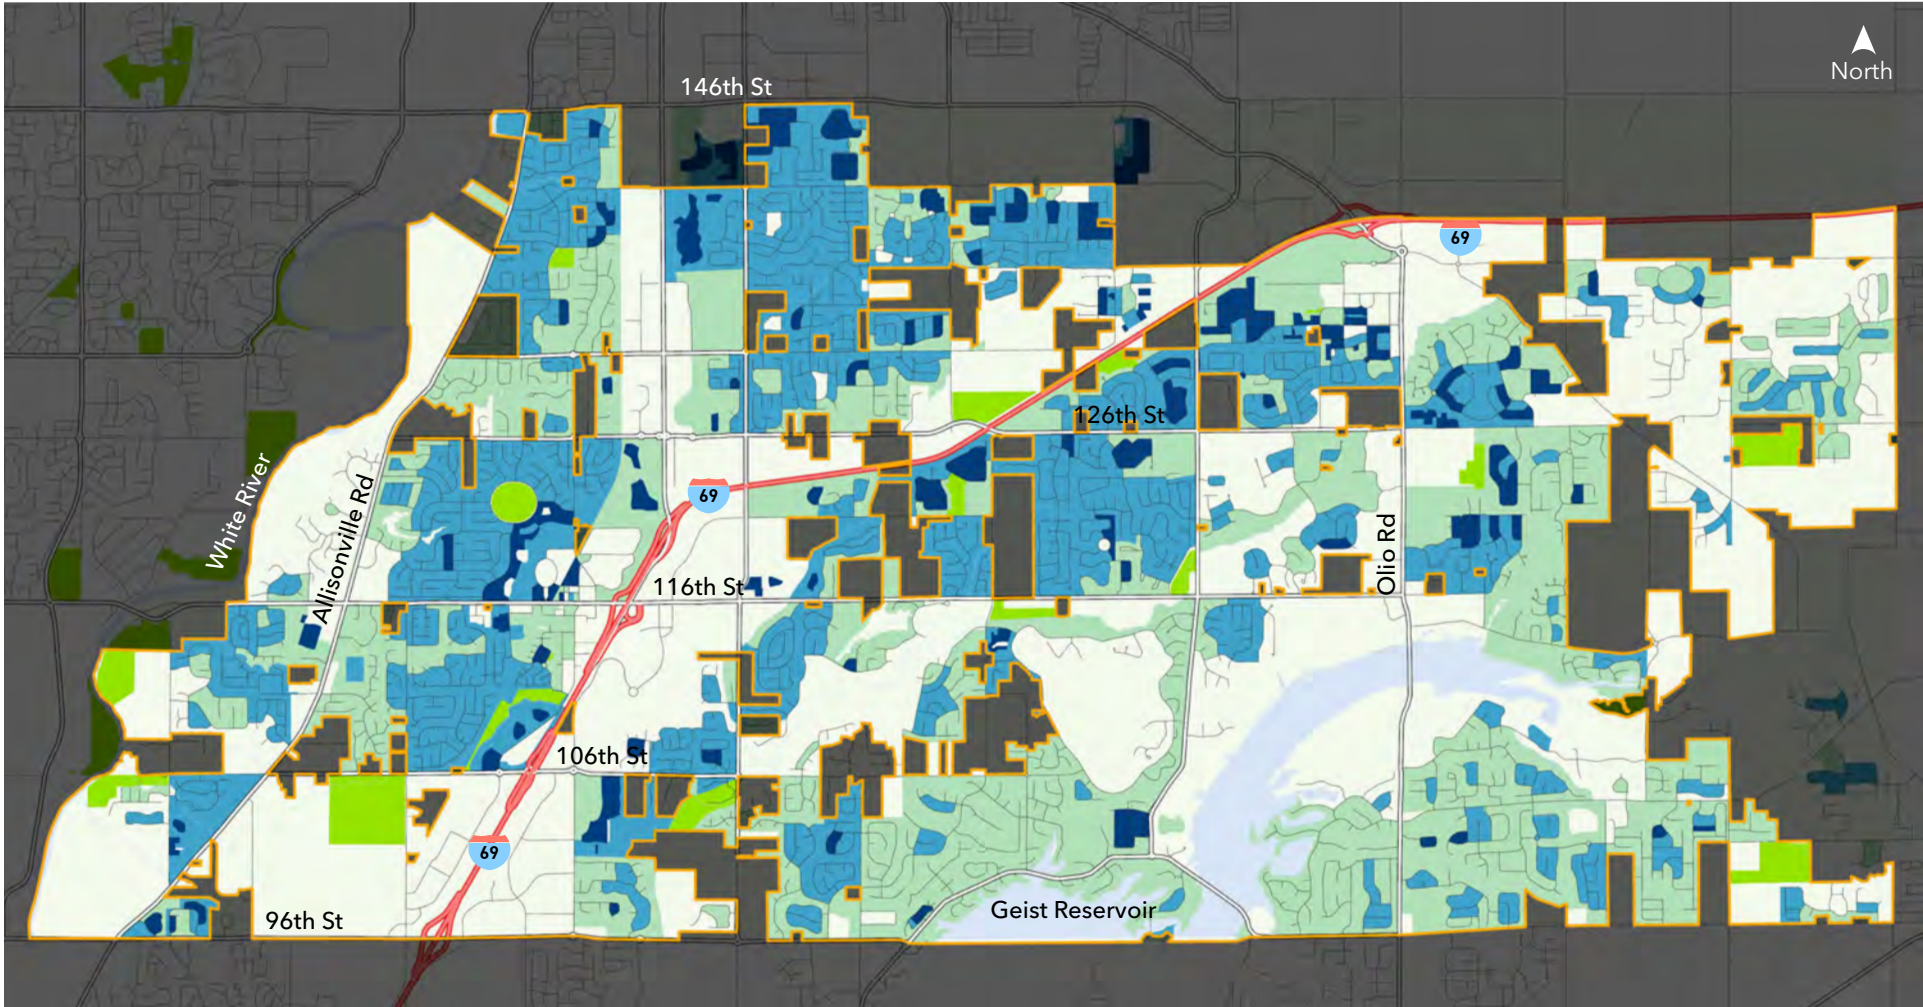 North
146th St
69
126th St
69
White River
Allisonville Rd
Olio Rd
116th St
106th St
69
Geist Reservoir
96th St